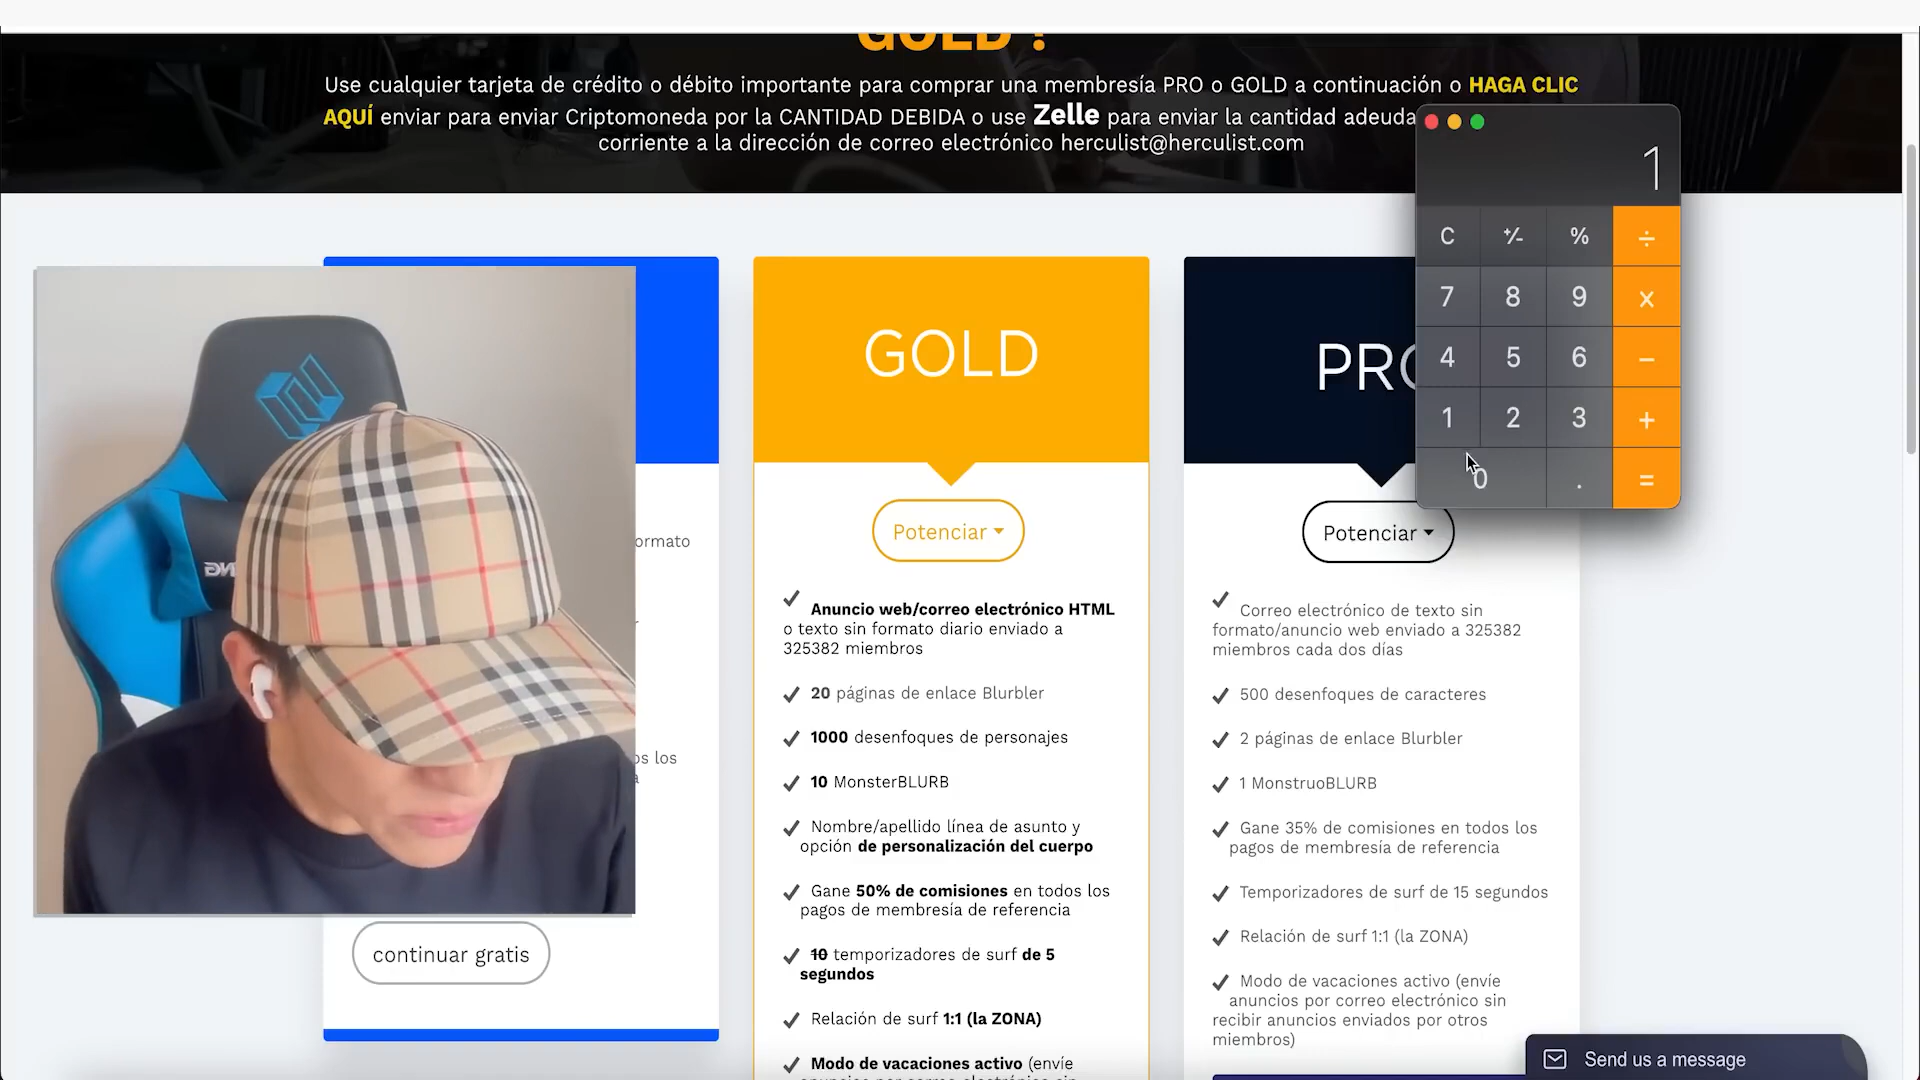 GOLD !
Use cualquier tarjeta de crédito o débito importante para comprar una membresía PRO o GOLD a continuación o HAGA CLIC
AQUÍ enviar para enviar Criptomoneda por la CANTIDAD DEBIDA o use Zelle para enviar la cantidad adeuda
corriente a la dirección de correo electrónico herculist@herculist.com
1
C +/- % ÷
7 8 9 x
4 5 6 −
1 2 3 +
0 . =
ormato
os los
continuar gratis
GOLD
Potenciar
Anuncio web/correo electrónico HTML
o texto sin formato diario enviado a
325382 miembros
20 páginas de enlace Blurbler
1000 desenfoques de personajes
10 MonsterBLURB
Nombre/apellido línea de asunto y
opción de personalización del cuerpo
Gane 50% de comisiones en todos los
pagos de membresía de referencia
10 temporizadores de surf de 5
segundos
Relación de surf 1:1 (la ZONA)
Modo de vacaciones activo (envíe
PRO
Potenciar
Correo electrónico de texto sin
formato/anuncio web enviado a 325382
miembros cada dos días
500 desenfoques de caracteres
2 páginas de enlace Blurbler
1 MonstruoBLURB
Gane 35% de comisiones en todos los
pagos de membresía de referencia
Temporizadores de surf de 15 segundos
Relación de surf 1:1 (la ZONA)
Modo de vacaciones activo (envíe
anuncios por correo electrónico sin
recibir anuncios enviados por otros
miembros)
Send us a message